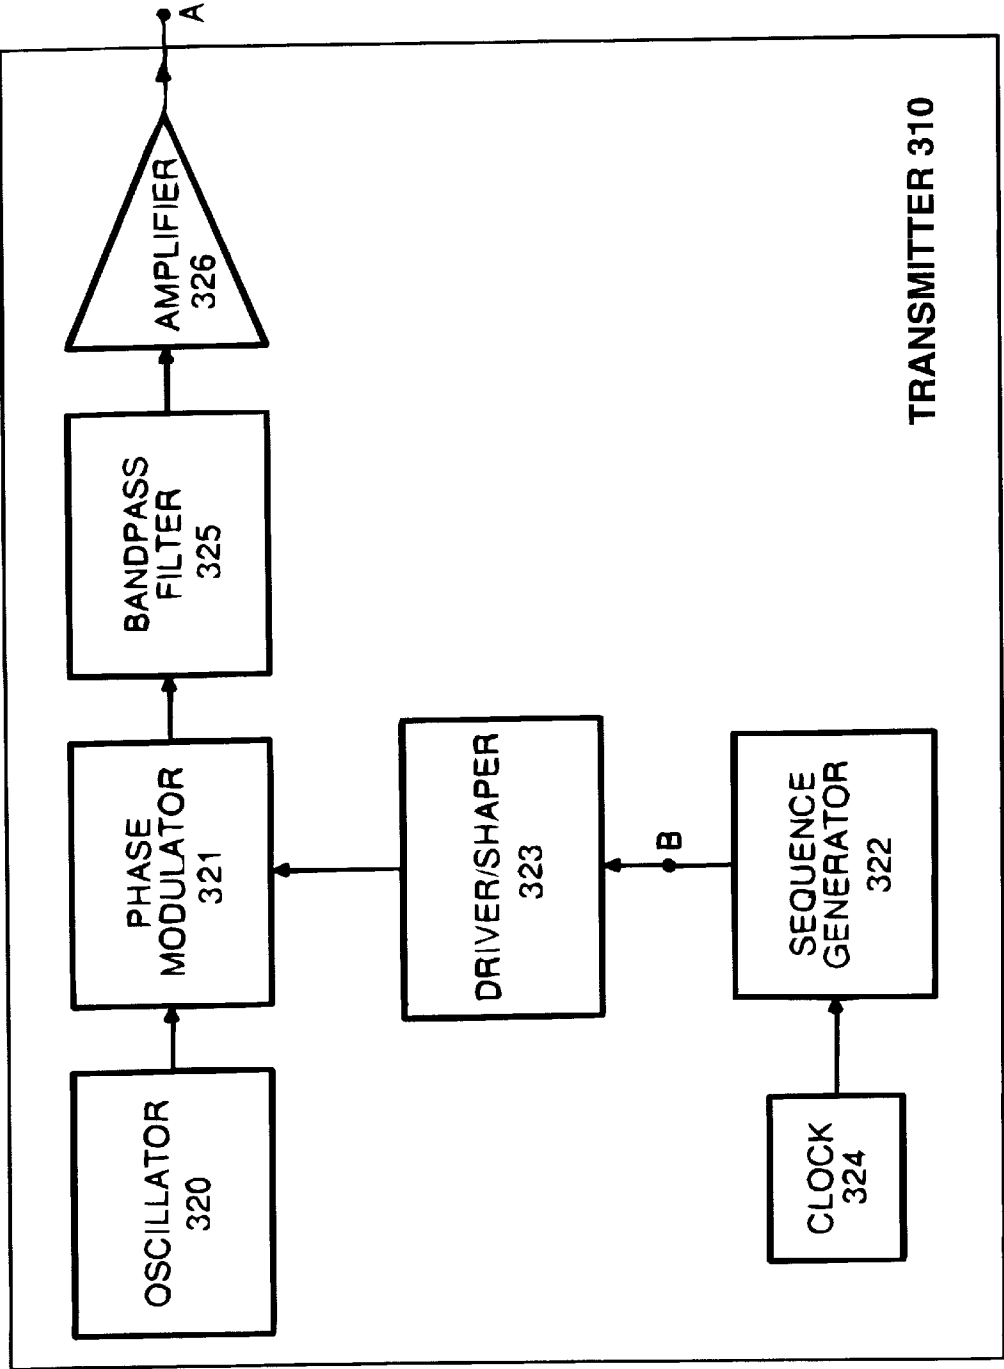 OSCILLATOR
320
PHASE
MODULATOR
321
BANDPASS
FILTER
325
AMPLIFIER
326
A
DRIVER/SHAPER
323
B
CLOCK
324
SEQUENCE
GENERATOR
322
TRANSMITTER 310